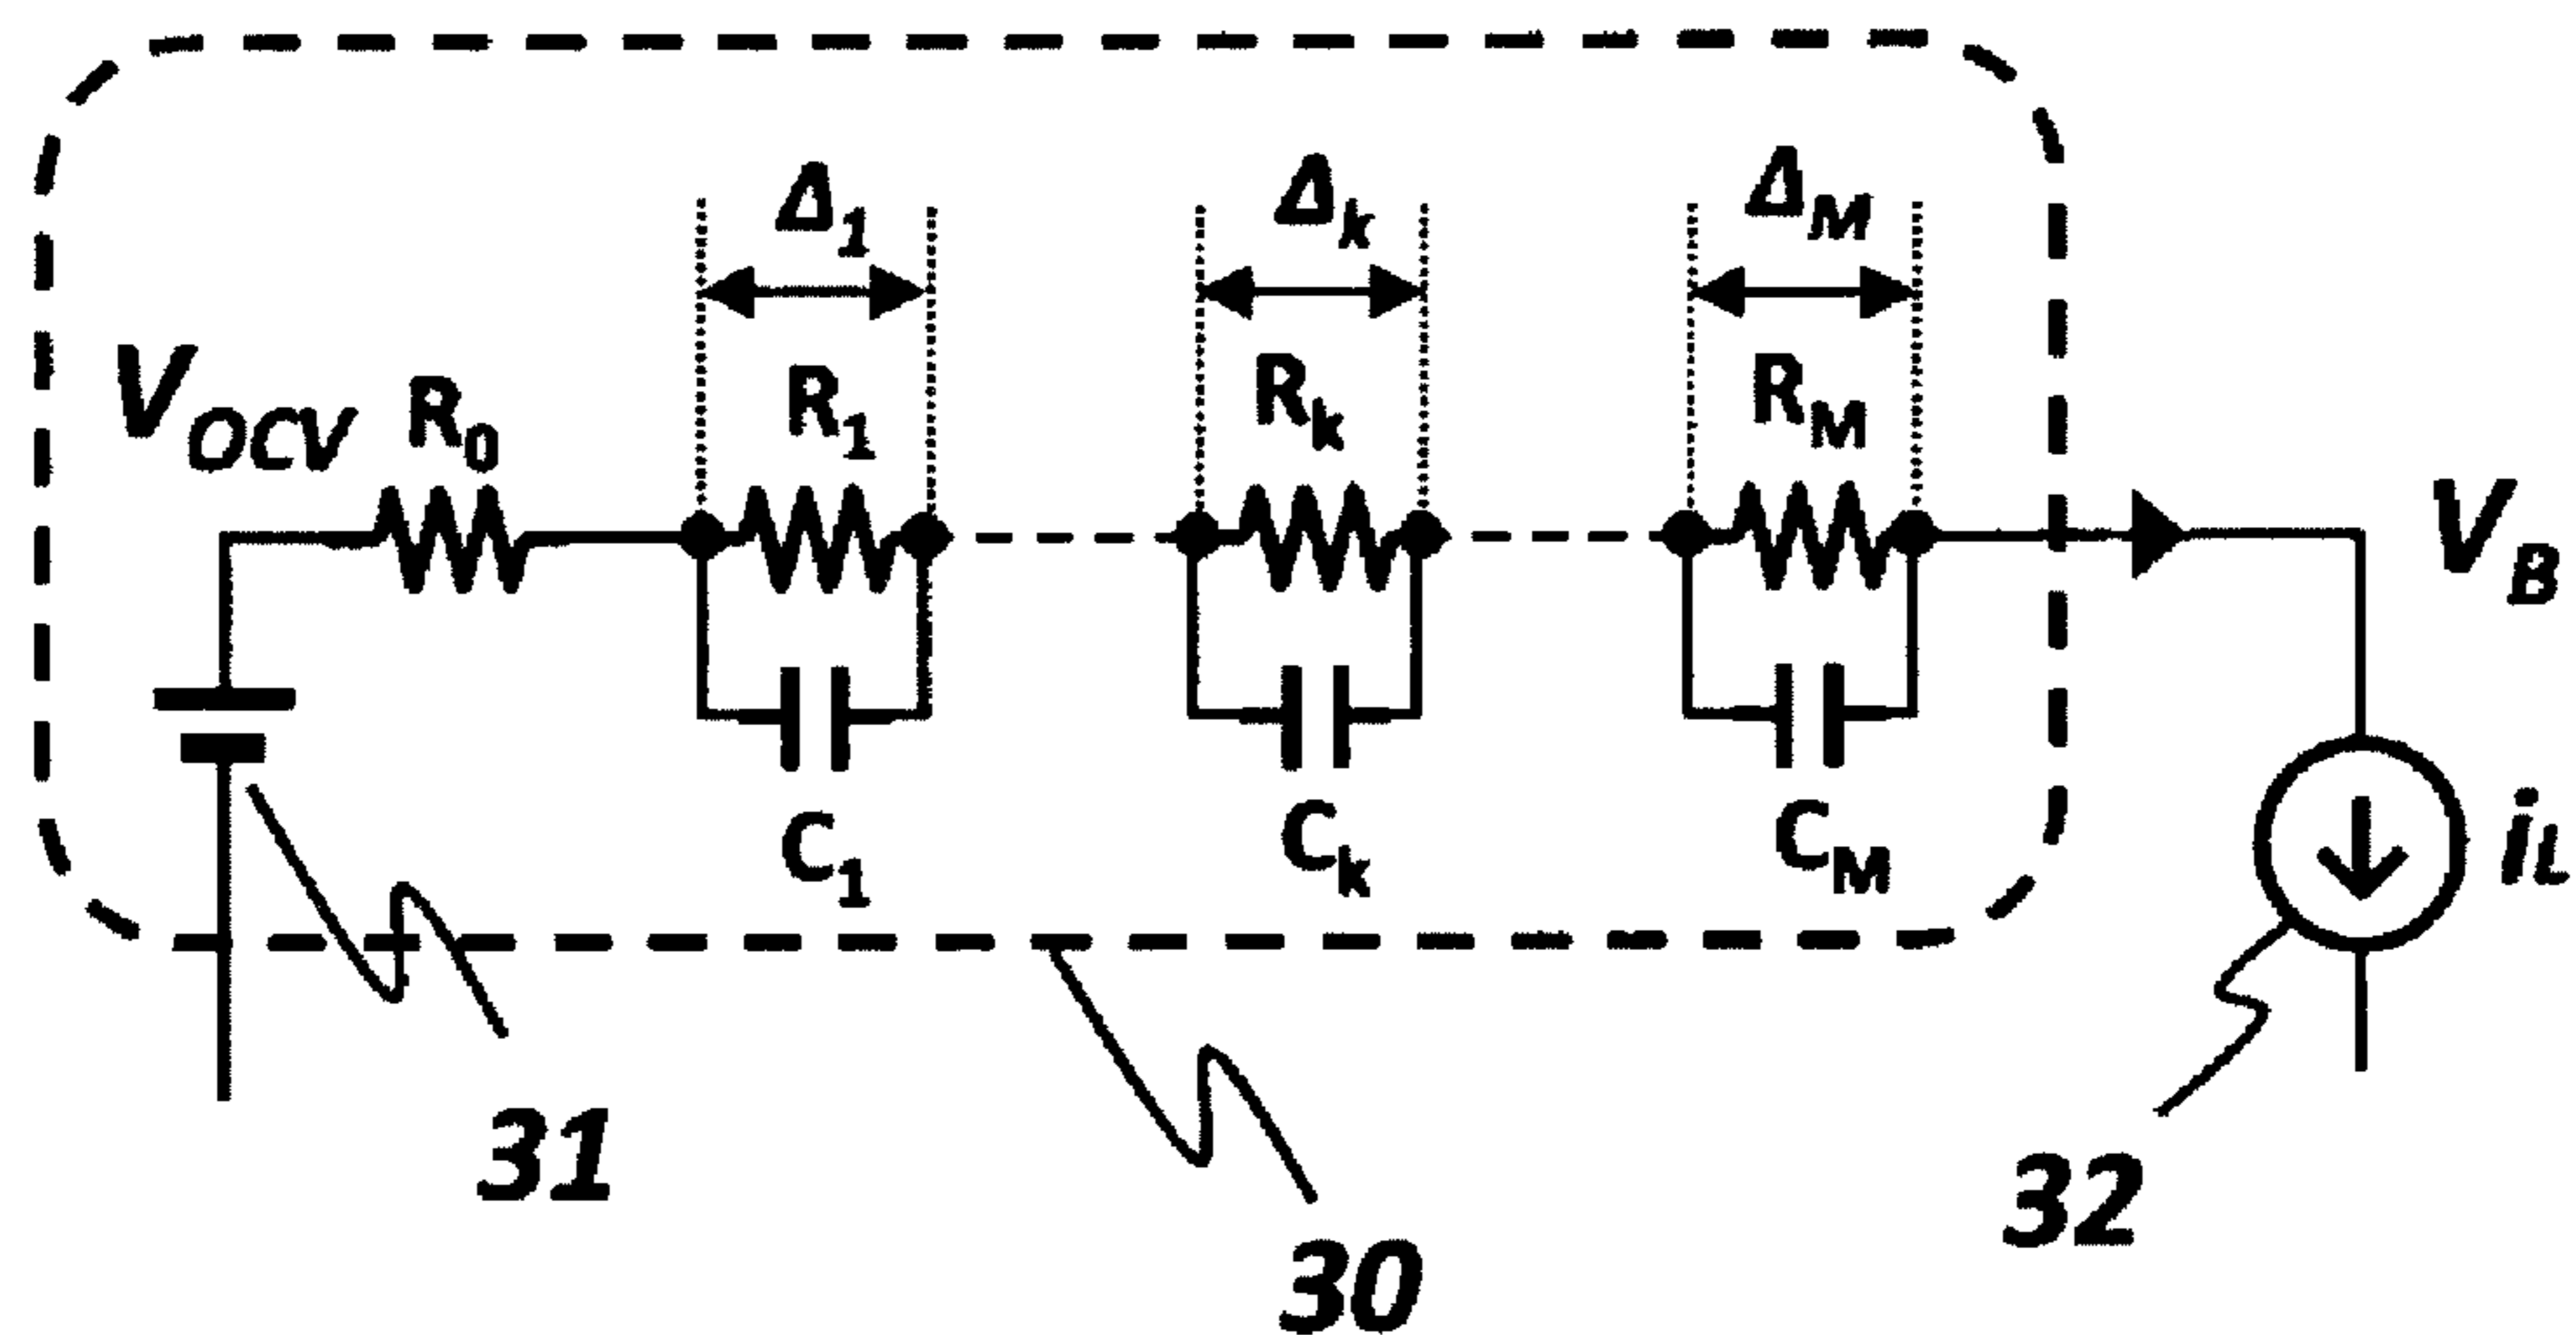 Δ1 Δk ΔM
VOCV R0 R1 Rk RM
VB
C1 Ck CM iL
31 30 32